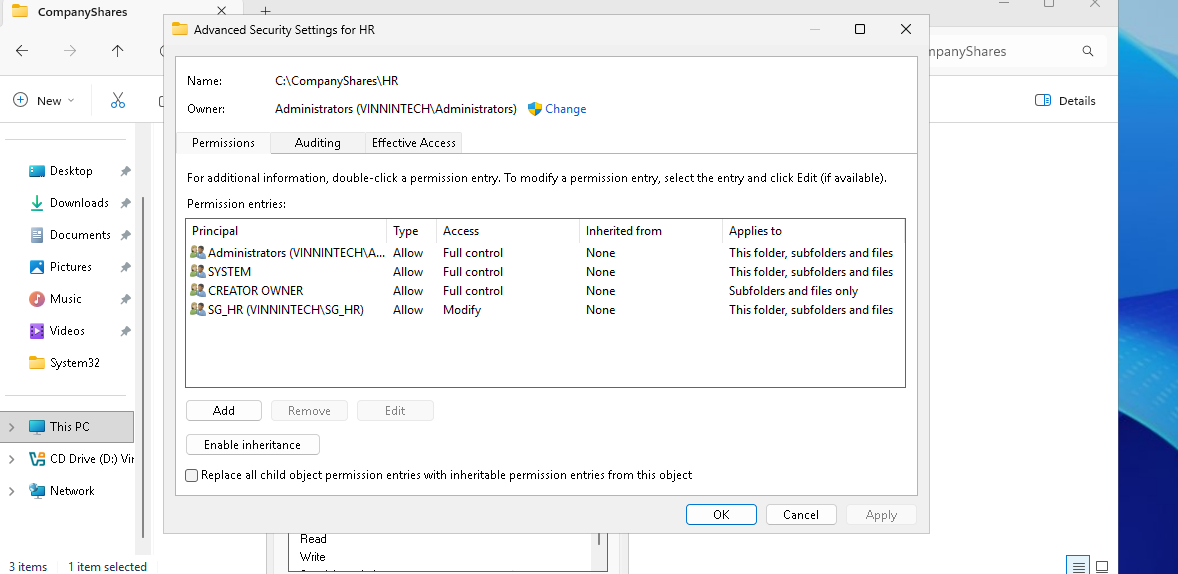 CompanyShares
Advanced Security Settings for HR
mpanyShares
New
Details
Name: C:\CompanyShares\HR
Owner: Administrators (VINNINTECH\Administrators) Change
Permissions Auditing Effective Access
For additional information, double-click a permission entry. To modify a permission entry, select the entry and click Edit (if available).
Permission entries:
Principal Type Access Inherited from Applies to
Administrators (VINNINTECH\A... Allow Full control None This folder, subfolders and files
SYSTEM Allow Full control None This folder, subfolders and files
CREATOR OWNER Allow Full control None Subfolders and files only
SG_HR (VINNINTECH\SG_HR) Allow Modify None This folder, subfolders and files
Add Remove Edit
Enable inheritance
Replace all child object permission entries with inheritable permission entries from this object
OK Cancel Apply
Desktop
Downloads
Documents
Pictures
Music
Videos
System32
This PC
CD Drive (D:) Vir
Network
Read
Write
3 items 1 item selected